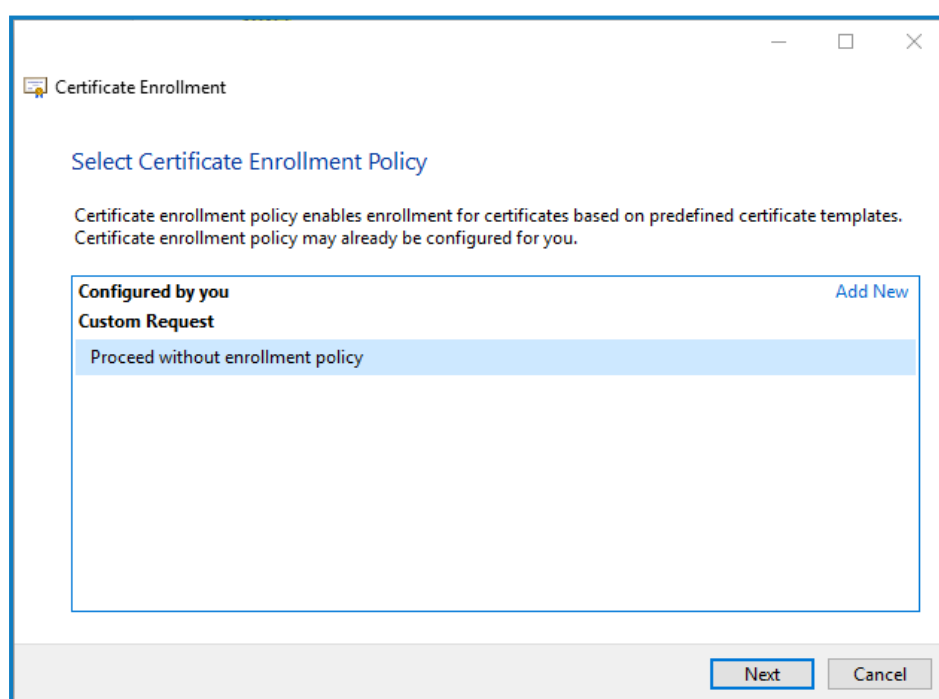 Certificate Enrollment
Select Certificate Enrollment Policy
Certificate enrollment policy enables enrollment for certificates based on predefined certificate templates.
Certificate enrollment policy may already be configured for you.
Configured by you Add New
Custom Request
Proceed without enrollment policy
Next Cancel